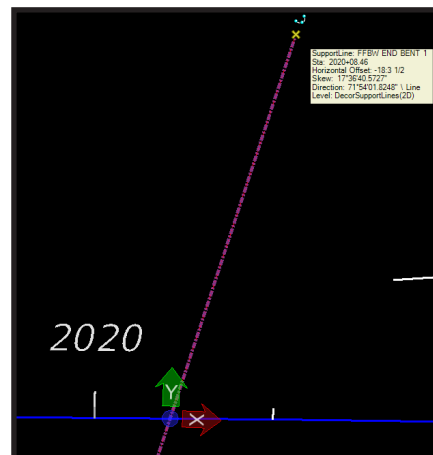 SupportLine: FFBW END BENT 1
Sta: 2020+08.46
Horizontal Offset: -18:3 1/2
Skew: 17°36'40.5727"
Direction: 71°54'01.8248" \ Line
Level: DecorSupportLines(2D)
2020
Y
X